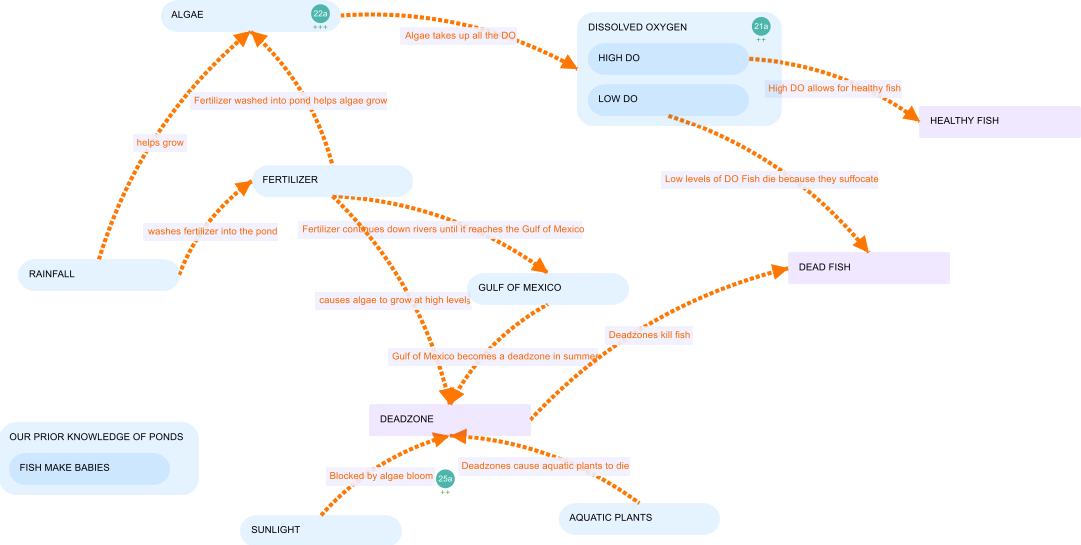 ALGAE
22a
+++
Algae takes up all the DO
DISSOLVED OXYGEN
21a
++
HIGH DO
LOW DO
High DO allows for healthy fish
HEALTHY FISH
Fertilizer washed into pond helps algae grow
helps grow
FERTILIZER
Low levels of DO Fish die because they suffocate
washes fertilizer into the pond
Fertilizer continues down rivers until it reaches the Gulf of Mexico
RAINFALL
GULF OF MEXICO
DEAD FISH
causes algae to grow at high levels
Deadzones kill fish
Gulf of Mexico becomes a deadzone in summer
DEADZONE
OUR PRIOR KNOWLEDGE OF PONDS
FISH MAKE BABIES
Blocked by algae bloom
25a
++
Deadzones cause aquatic plants to die
SUNLIGHT
AQUATIC PLANTS